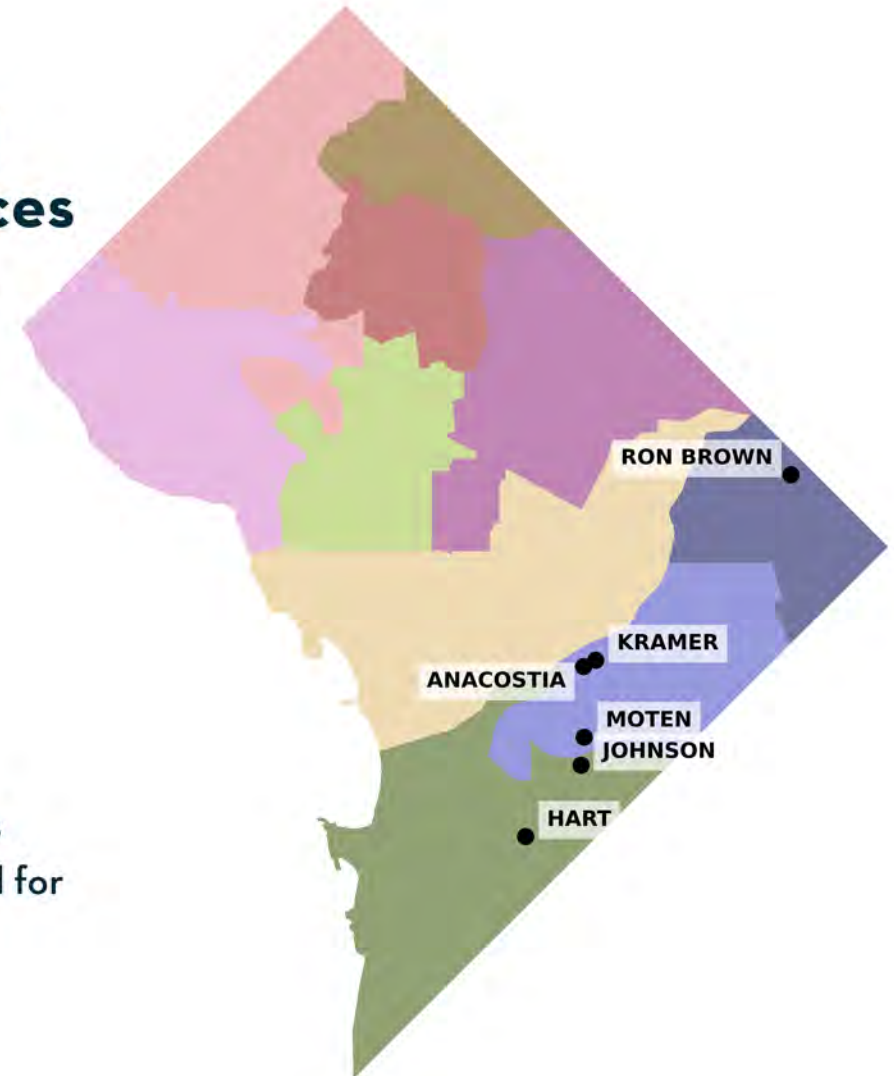 ces
RON BROWN
KRAMER
ANACOSTIA
MOTEN
JOHNSON
HART
l for